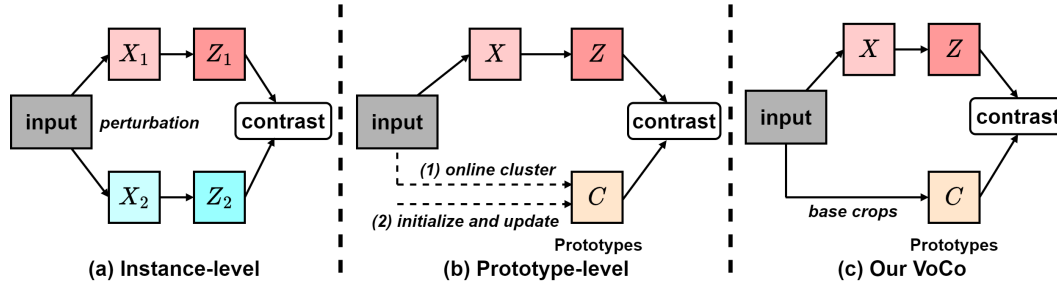 input
X₁
Z₁
perturbation
contrast
X₂
Z₂
(a) Instance-level
input
X
Z
contrast
(1) online cluster
(2) initialize and update
C
Prototypes
(b) Prototype-level
input
X
Z
contrast
base crops
C
Prototypes
(c) Our VoCo